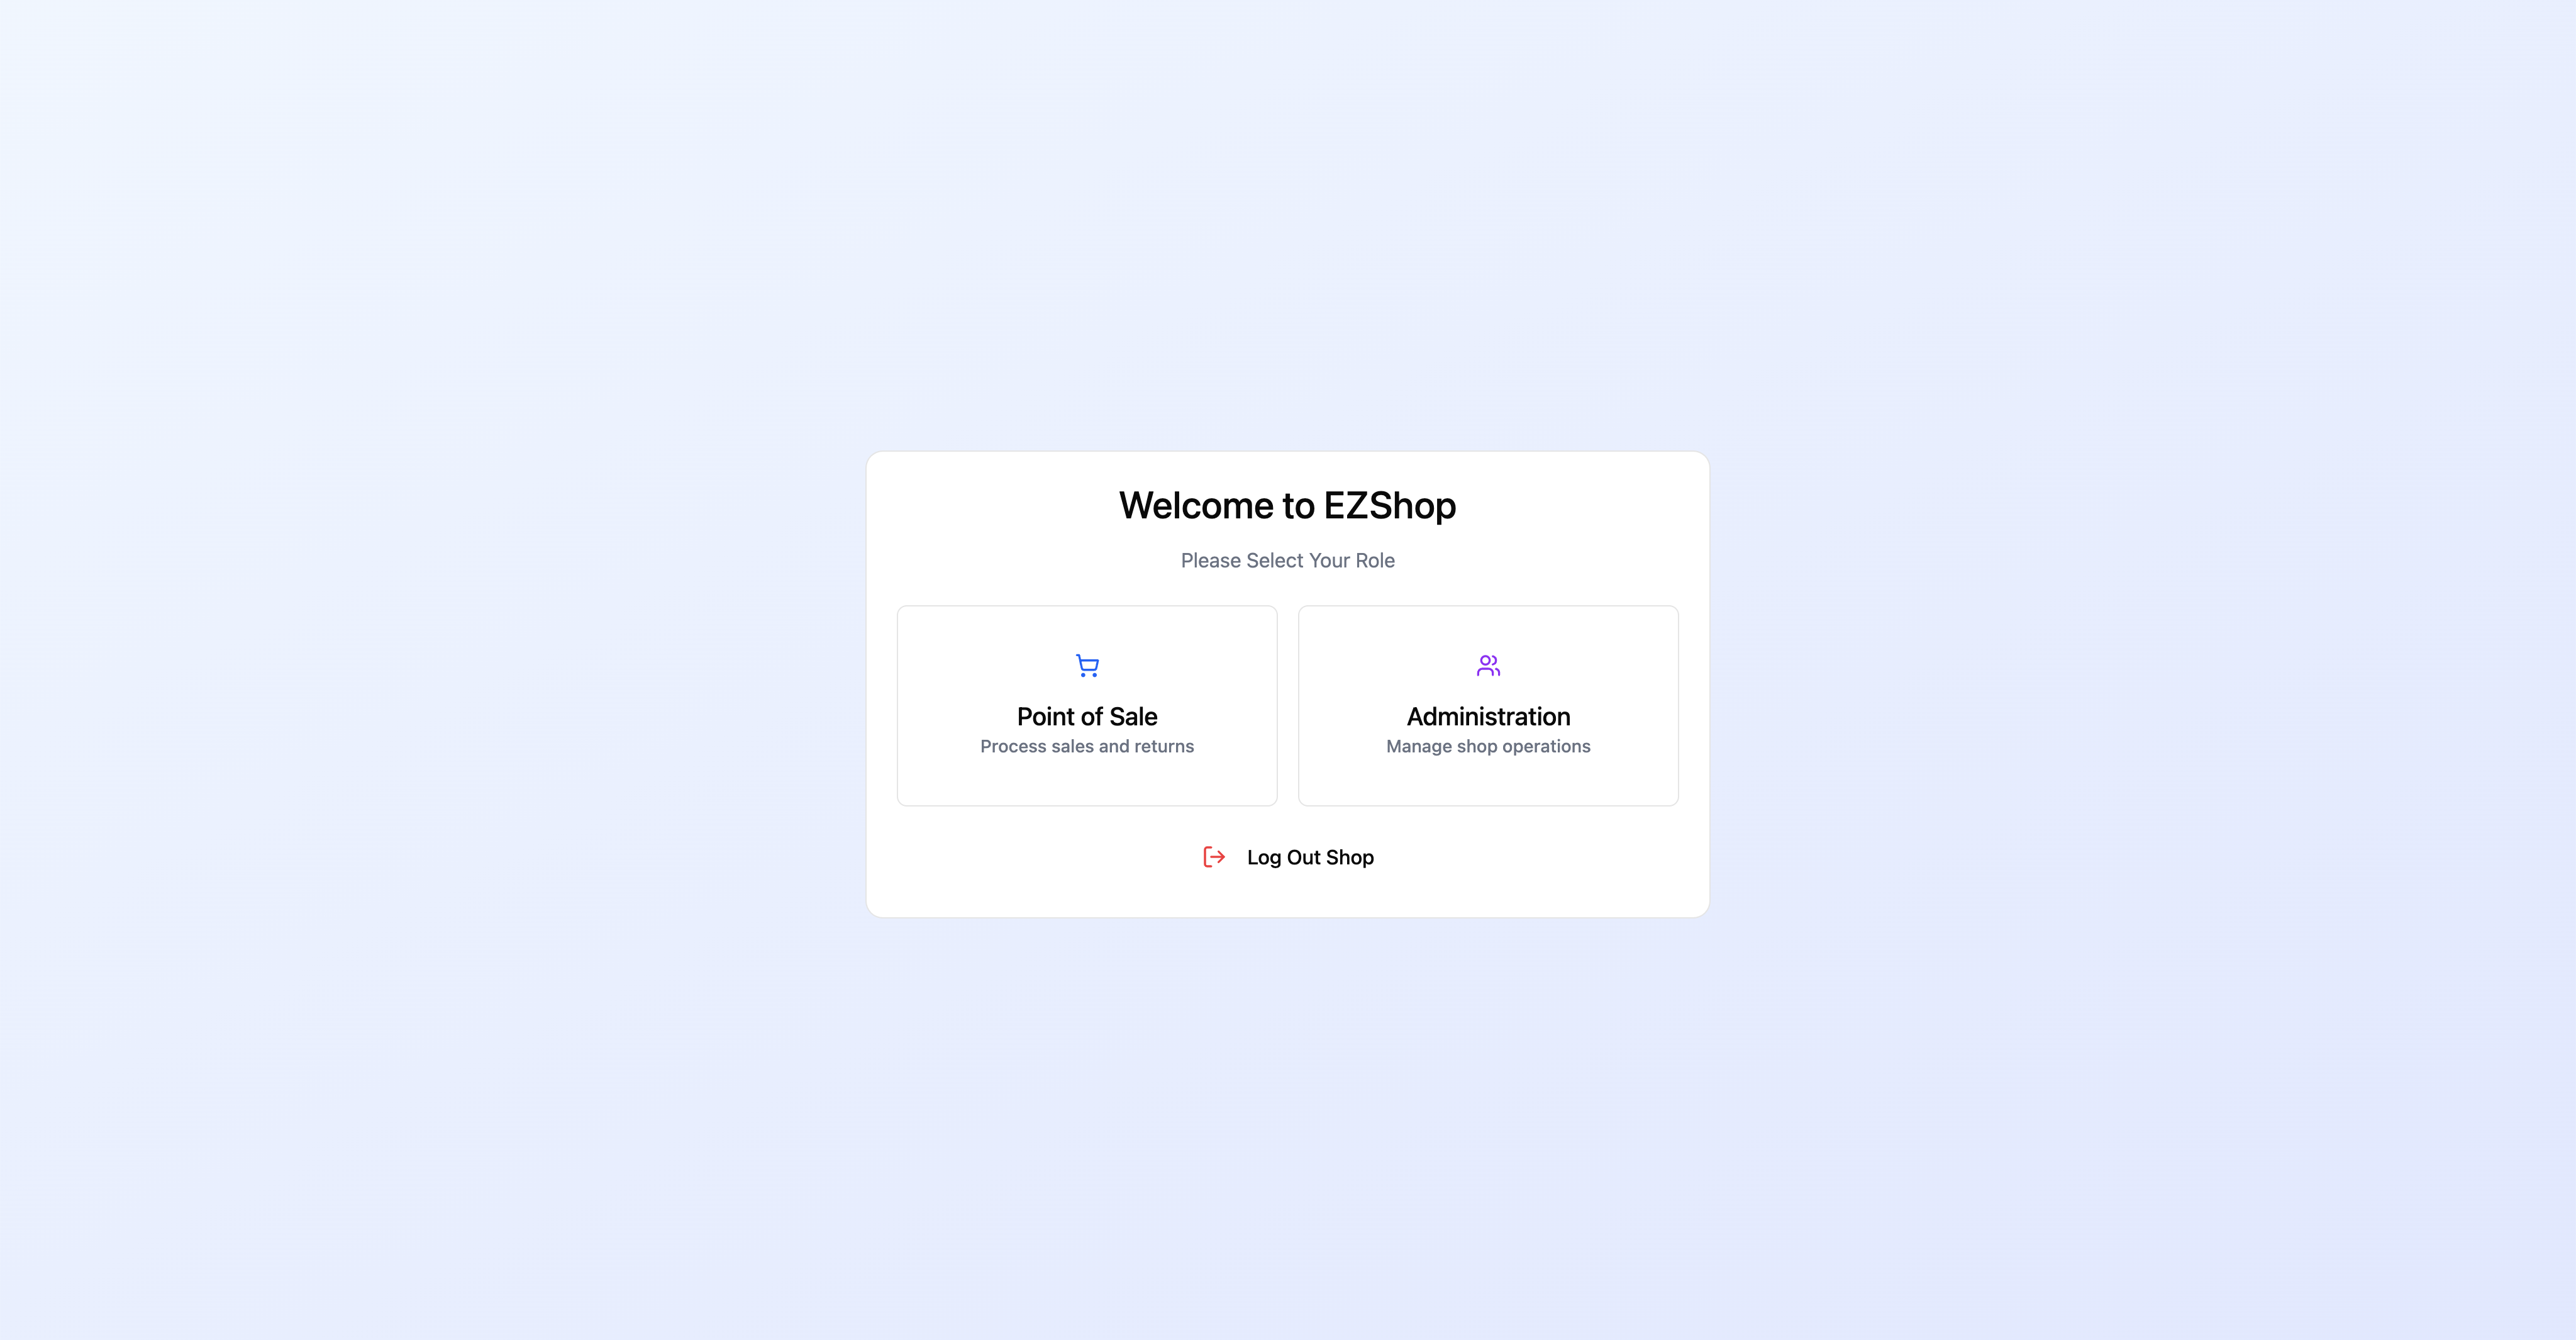 Welcome to EZShop
Please Select Your Role
Point of Sale
Process sales and returns
Administration
Manage shop operations
Log Out Shop